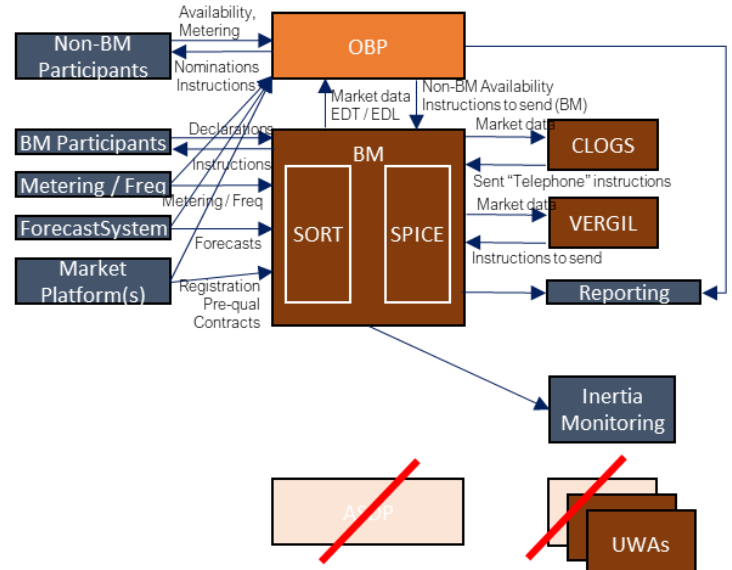 Availability,
Metering
Non-BM
Participants
OBP
Nominations
Instructions
Market data
EDT / EDL
Non-BM Availability
Instructions to send (BM)
Declarations
BM Participants
BM
Market data
CLOGS
Instructions
Sent "Telephone" instructions
Metering / Freq
Metering / Freq
Market data
SORT
SPICE
VERGIL
ForecastSystem
Forecasts
Instructions to send
Market
Platform(s)
Registration
Pre-qual
Contracts
Reporting
Inertia
Monitoring
ASDP
UWAs